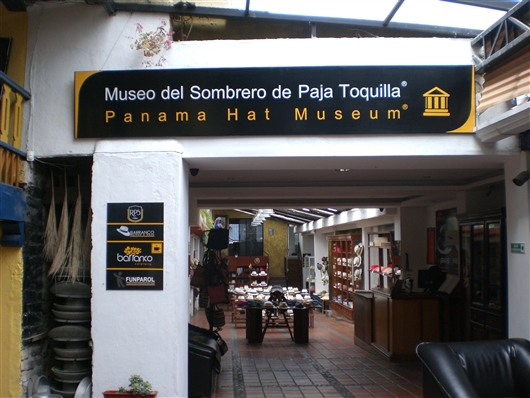 Museo del Sombrero de Paja Toquilla®
Panama Hat Museum®
BARRANCO
barranco
FUNPAROL